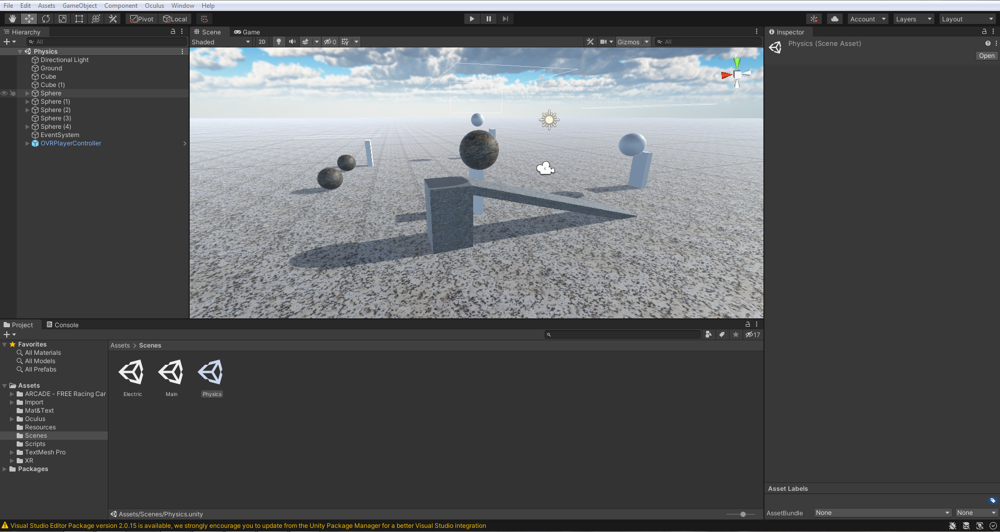 File Edit Assets GameObject Component Oculus Window Help
Pivot Local Account Layers Layout
Hierarchy
All
Physics
Directional Light
Ground
Cube
Cube (1)
Sphere
Sphere (1)
Sphere (2)
Sphere (3)
Sphere (4)
EventSystem
OVRPlayerController
Scene Game
Shaded 2D 0 Gizmos All
y
x
Inspector
Physics (Scene Asset)
Open
Project Console
17
Favorites
All Materials
All Models
All Prefabs
Assets
ARCADE - FREE Racing Car
Import
Mat&Text
Oculus
Resources
Scenes
Scripts
TextMesh Pro
XR
Packages
Assets > Scenes
Electric Main Physics
Assets/Scenes/Physics.unity
Asset Labels
AssetBundle None None
Visual Studio Editor Package version 2.0.15 is available, we strongly encourage you to update from the Unity Package Manager for a better Visual Studio integration